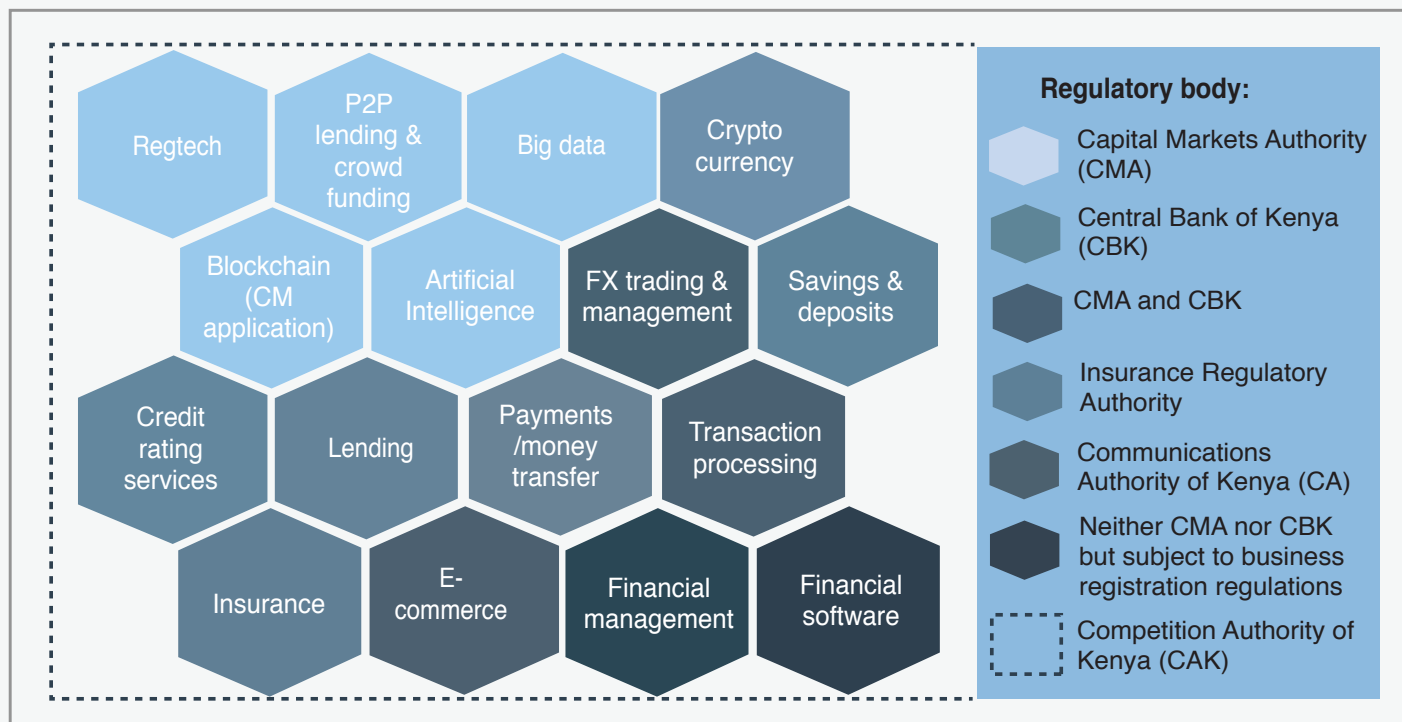 Regtech
P2P
lending &
crowd
funding
Big data
Crypto
currency
Blockchain
(CM
application)
Artificial
Intelligence
FX trading &
management
Savings &
deposits
Credit
rating
services
Lending
Payments
/money
transfer
Transaction
processing
Insurance
E-
commerce
Financial
management
Financial
software
Regulatory body:
Capital Markets Authority
(CMA)
Central Bank of Kenya
(CBK)
CMA and CBK
Insurance Regulatory
Authority
Communications
Authority of Kenya (CA)
Neither CMA nor CBK
but subject to business
registration regulations
Competition Authority of
Kenya (CAK)